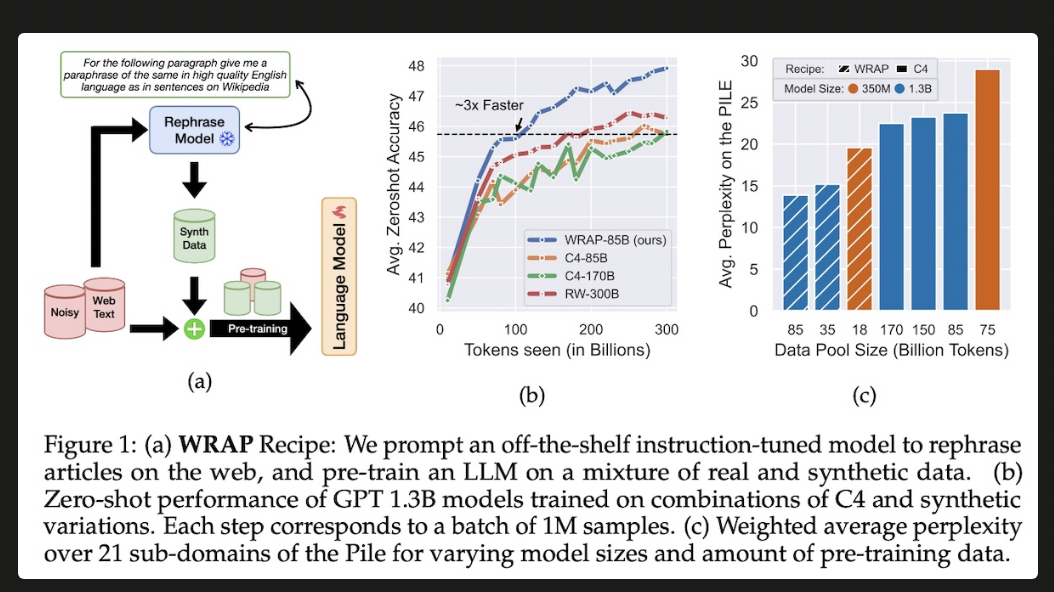 For the following paragraph give me a
paraphrase of the same in high quality English
language as in sentences on Wikipedia
Rephrase
Model
Synth
Data
Noisy
Web
Text
Pre-training
Language Model
(a)
48
47
46
45
44
43
42
41
40
Avg. Zeroshot Accuracy
~3x Faster
WRAP-85B (ours)
C4-85B
C4-170B
RW-300B
0 100 200 300
Tokens seen (in Billions)
(b)
30
25
20
15
10
5
0
Avg. Perplexity on the PILE
Recipe: WRAP C4
Model Size: 350M 1.3B
85 35 18 170 150 85 75
Data Pool Size (Billion Tokens)
(c)
Figure 1: (a) WRAP Recipe: We prompt an off-the-shelf instruction-tuned model to rephrase
articles on the web, and pre-train an LLM on a mixture of real and synthetic data. (b)
Zero-shot performance of GPT 1.3B models trained on combinations of C4 and synthetic
variations. Each step corresponds to a batch of 1M samples. (c) Weighted average perplexity
over 21 sub-domains of the Pile for varying model sizes and amount of pre-training data.